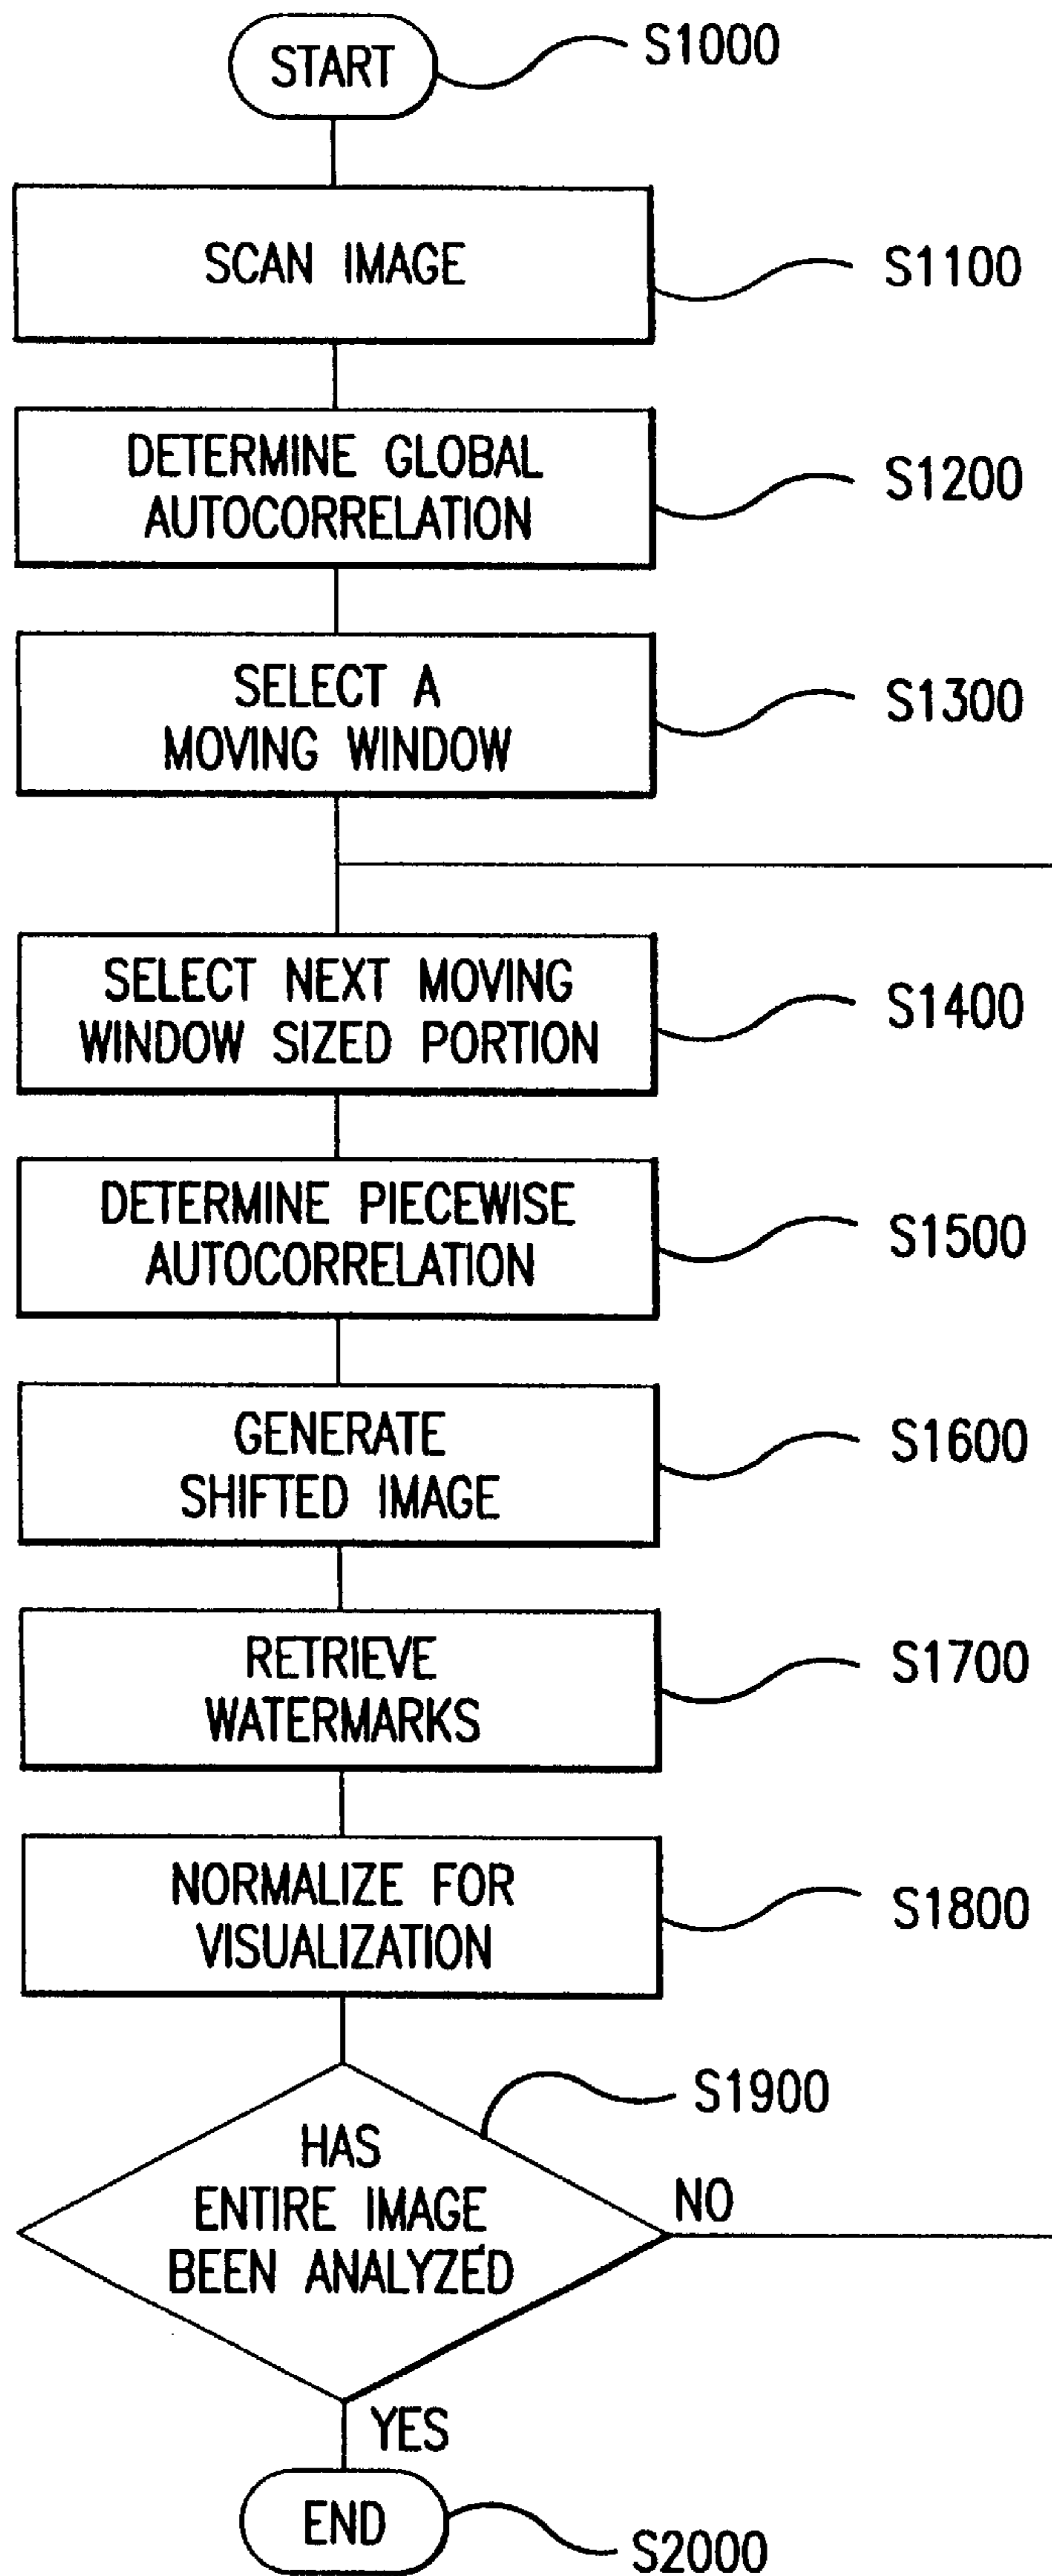 START
S1000
SCAN IMAGE
S1100
DETERMINE GLOBAL
AUTOCORRELATION
S1200
SELECT A
MOVING WINDOW
S1300
SELECT NEXT MOVING
WINDOW SIZED PORTION
S1400
DETERMINE PIECEWISE
AUTOCORRELATION
S1500
GENERATE
SHIFTED IMAGE
S1600
RETRIEVE
WATERMARKS
S1700
NORMALIZE FOR
VISUALIZATION
S1800
S1900
HAS
ENTIRE IMAGE
BEEN ANALYZED
NO
YES
END
S2000